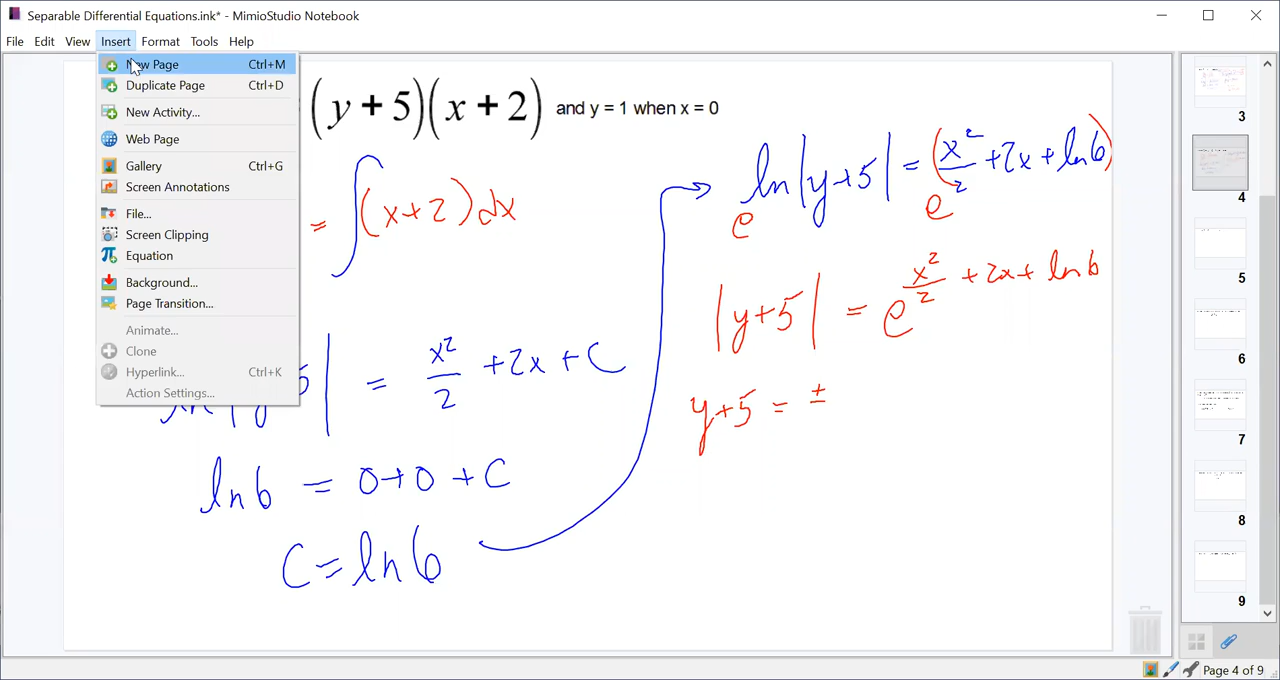 Separable Differential Equations.ink* - MimioStudio Notebook
File Edit View Insert Format Tools Help
New Page Ctrl+M
Duplicate Page Ctrl+D
New Activity...
Web Page
Gallery Ctrl+G
Screen Annotations
File...
Screen Clipping
Equation
Background...
Page Transition...
Animate...
Clone
Hyperlink... Ctrl+K
Action Settings...
(y + 5)(x + 2) and y = 1 when x = 0
= ∫ (x+2) dx
= x²/2 + 2x + C
ln 6 = 0+0 + C
C = ln 6
ln|y+5| = (x²/2 + 2x + ln 6)
e e
|y+5| = e^(x²/2 + 2x + ln 6)
y+5 = ±
3
4
5
6
7
8
9
Page 4 of 9